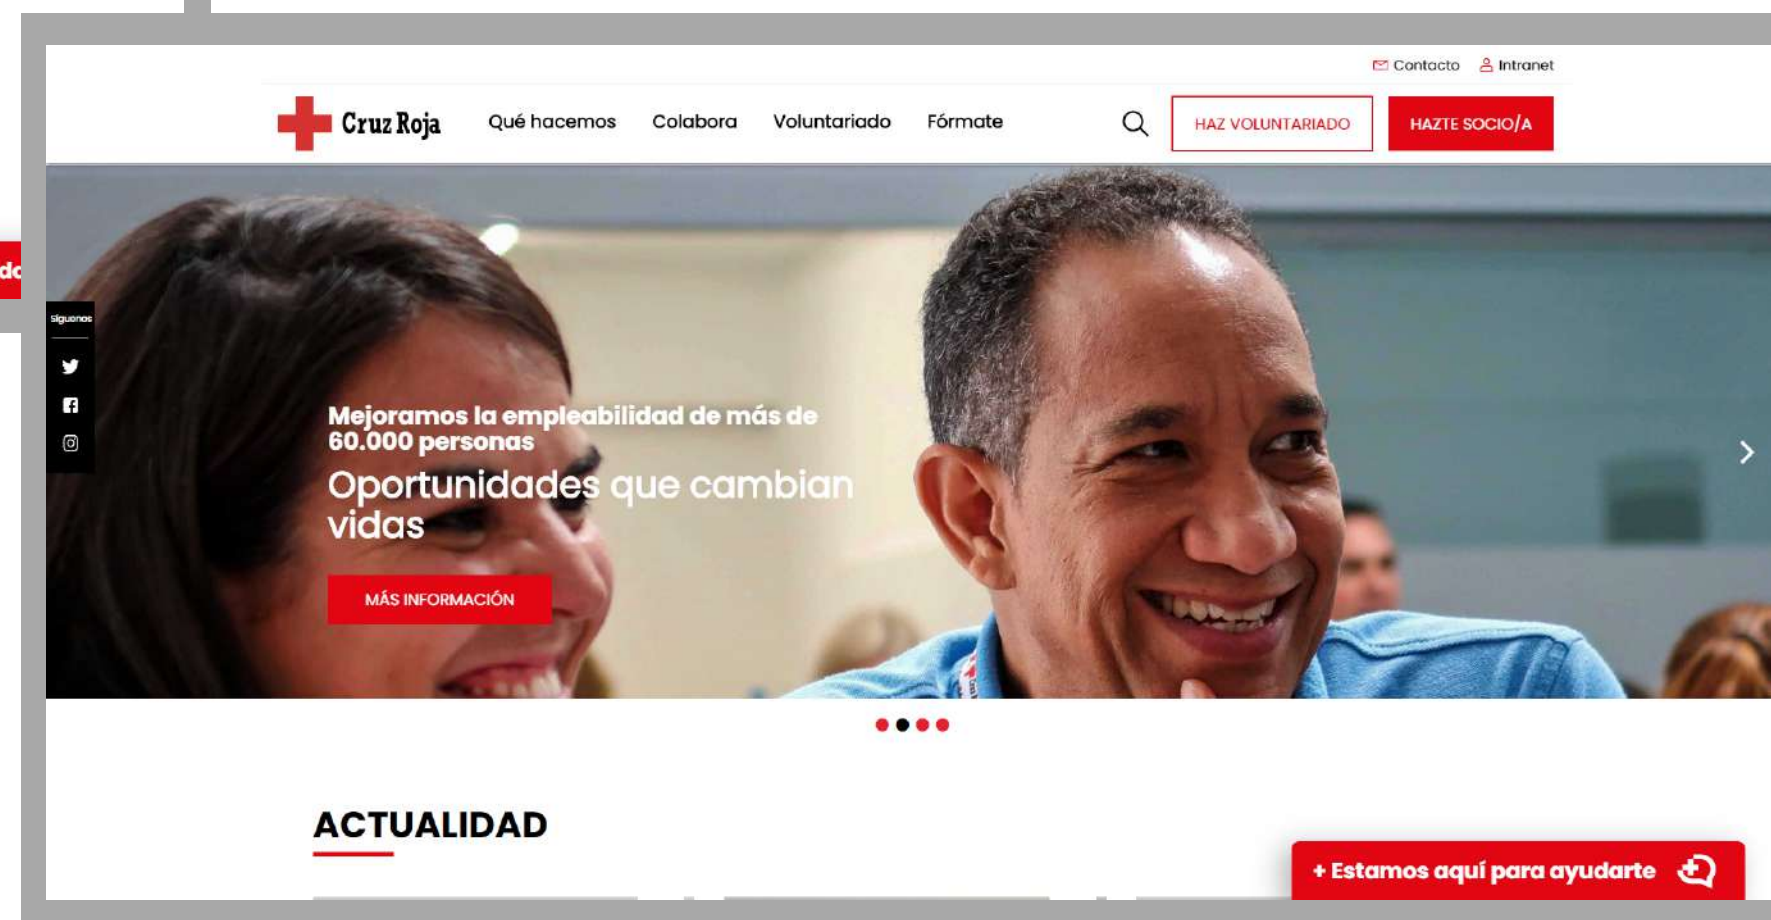 Contacto
Intranet
Cruz Roja
Qué hacemos
Colabora
Voluntariado
Fórmate
HAZ VOLUNTARIADO
HAZTE SOCIO/A
Síguenos
Mejoramos la empleabilidad de más de
60.000 personas
Oportunidades que cambian
vidas
MÁS INFORMACIÓN
ACTUALIDAD
+ Estamos aquí para ayudarte